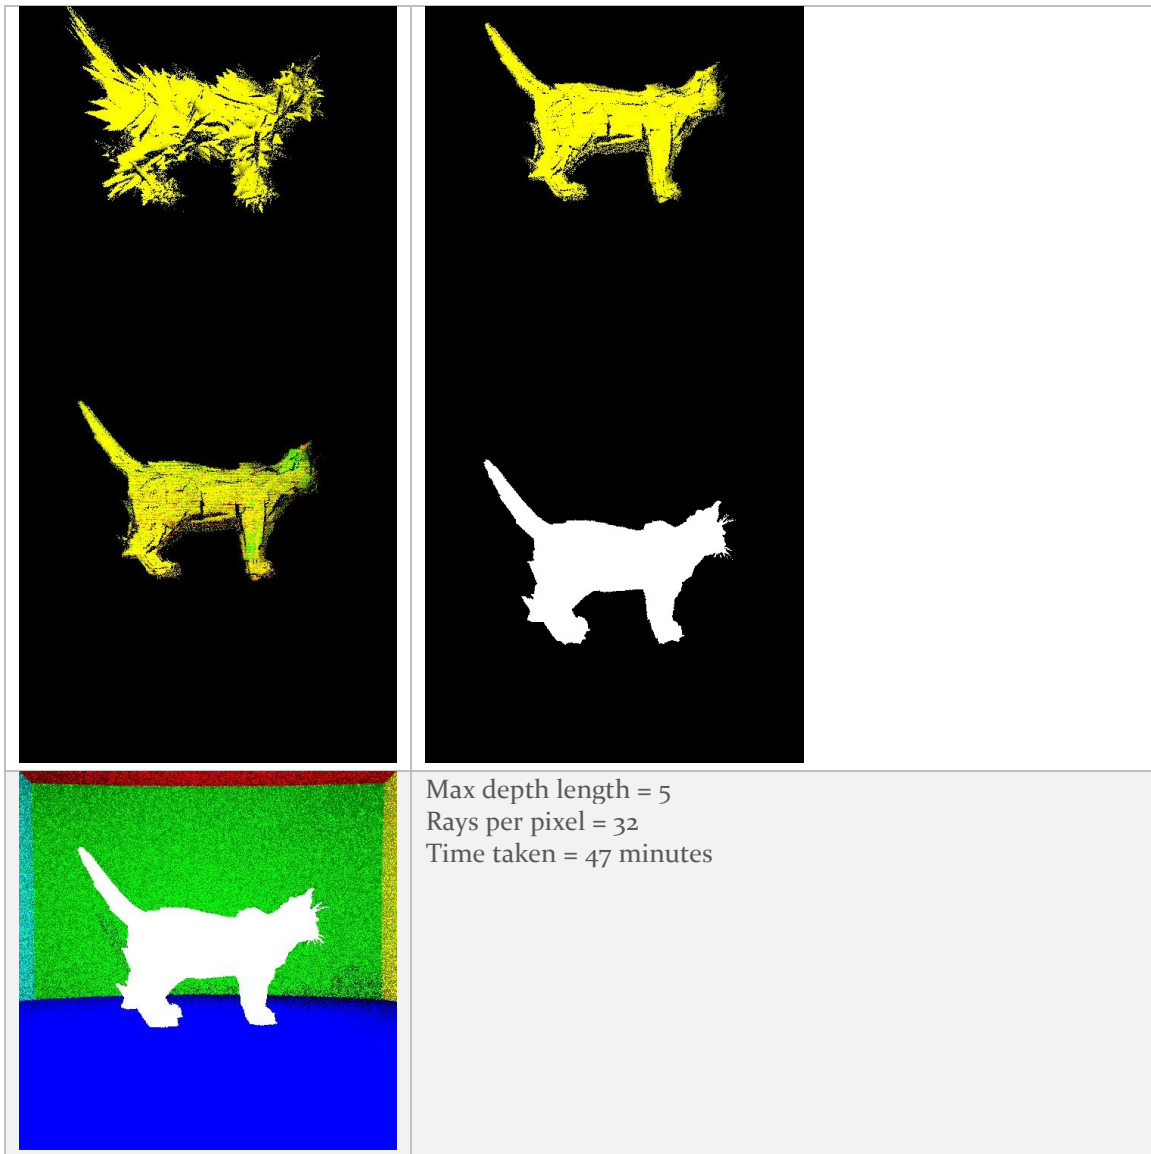 Max depth length = 5
Rays per pixel = 32
Time taken = 47 minutes